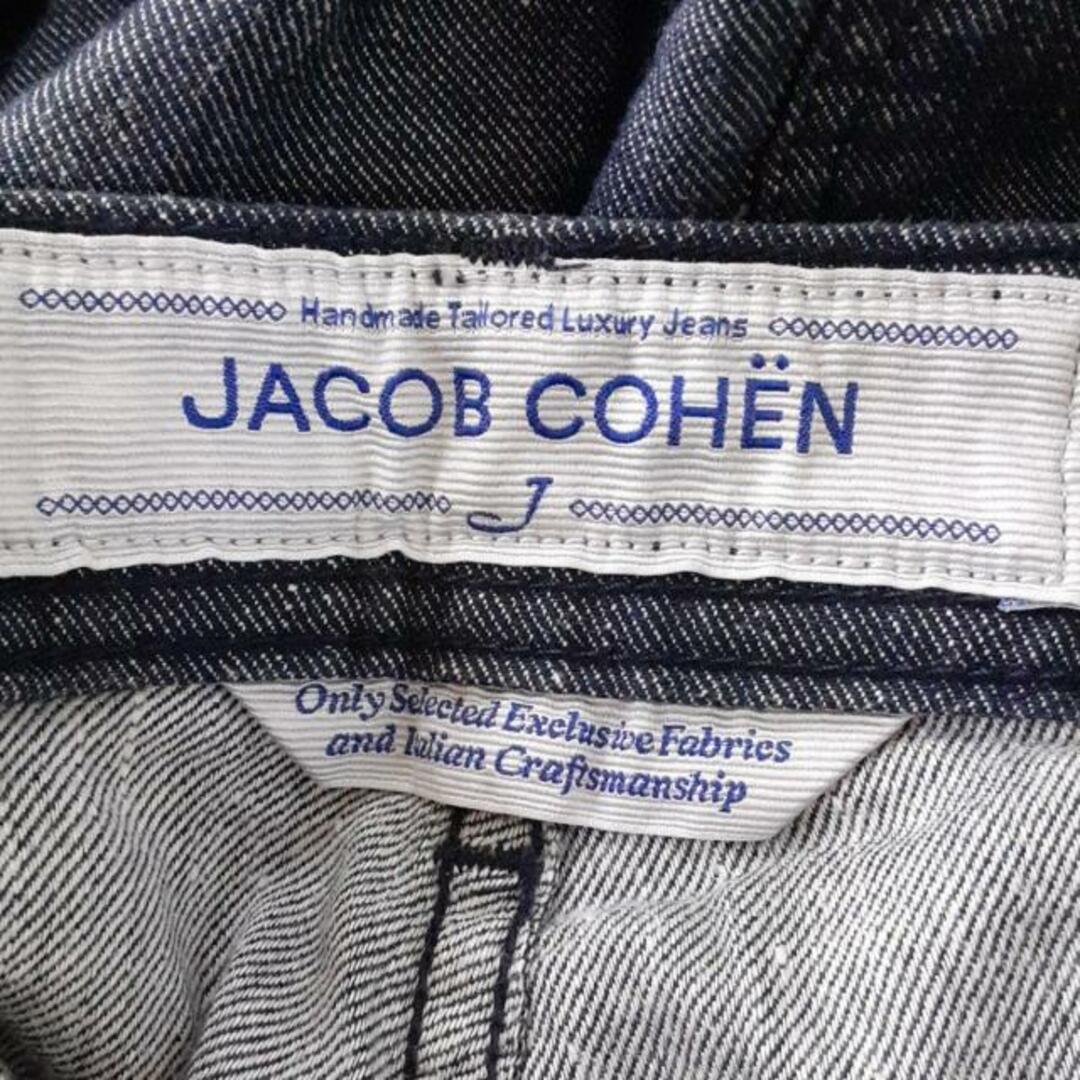 Handmade Tailored Luxury Jeans
JACOB COHËN
J
Only Selected Exclusive Fabrics
and Italian Craftsmanship